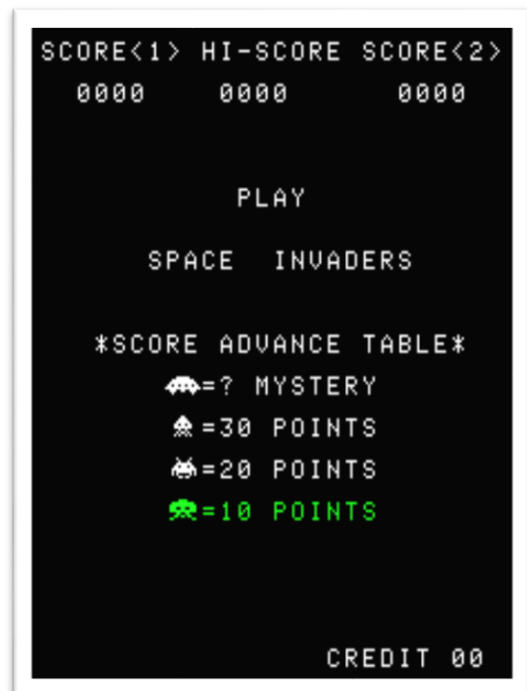 SCORE<1> HI-SCORE SCORE<2>
0000 0000 0000
PLAY
SPACE INVADERS
*SCORE ADVANCE TABLE*
=? MYSTERY
=30 POINTS
=20 POINTS
=10 POINTS
CREDIT 00